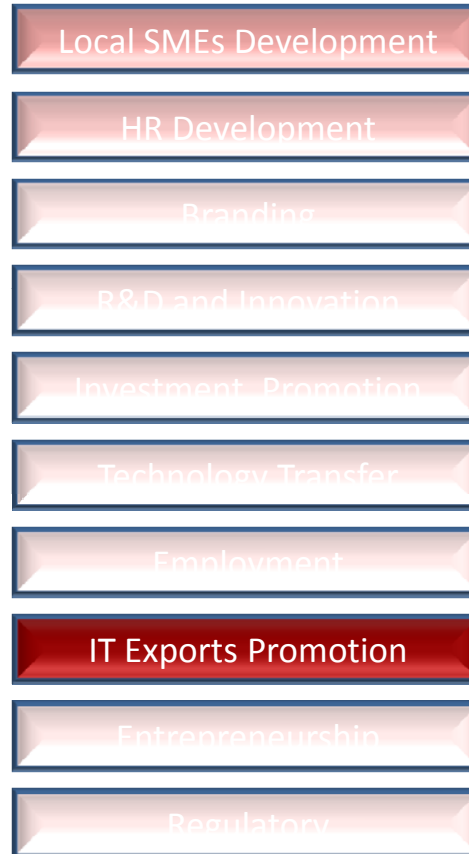 Local SMEs Development
HR Development
Branding
R&D and Innovation
Investment Promotion
Technology Transfer
Employment
IT Exports Promotion
Entrepreneurship
Regulatory